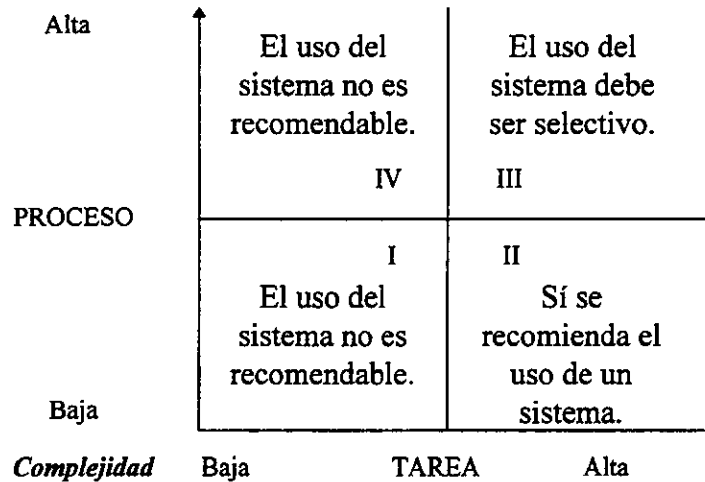 Alta
El uso del
sistema no es
recomendable.
El uso del
sistema debe
ser selectivo.
IV
III
PROCESO
I
II
El uso del
sistema no es
recomendable.
Sí se
recomienda el
uso de un
sistema.
Baja
Complejidad Baja TAREA Alta